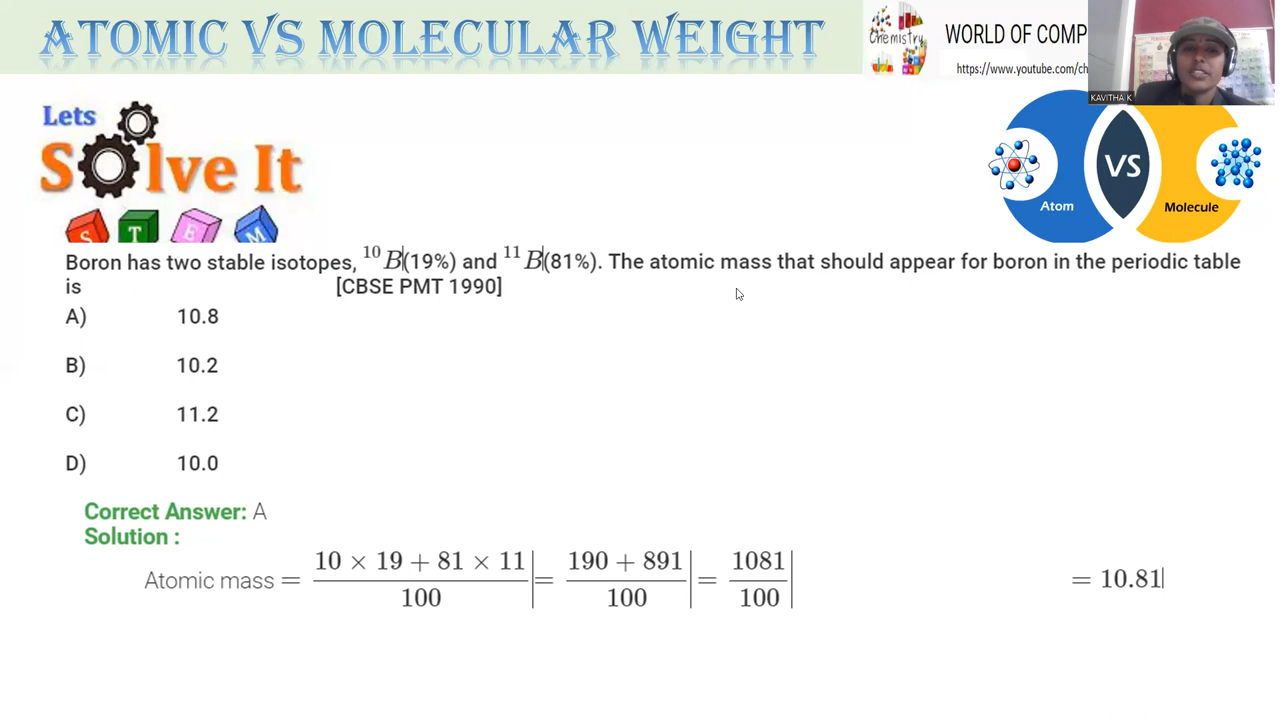 ATOMIC VS MOLECULAR WEIGHT
Chemistry
WORLD OF COMP
https://www.youtube.com/ch
KAVITHA K
Lets
Solve It
S T E M
VS
Atom
Molecule
Boron has two stable isotopes, ¹⁰B|(19%) and ¹¹B|(81%). The atomic mass that should appear for boron in the periodic table
is [CBSE PMT 1990]
A) 10.8
B) 10.2
C) 11.2
D) 10.0
Correct Answer: A
Solution :
Atomic mass = (10 × 19 + 81 × 11)/100| = (190 + 891)/100| = 1081/100| = 10.81|